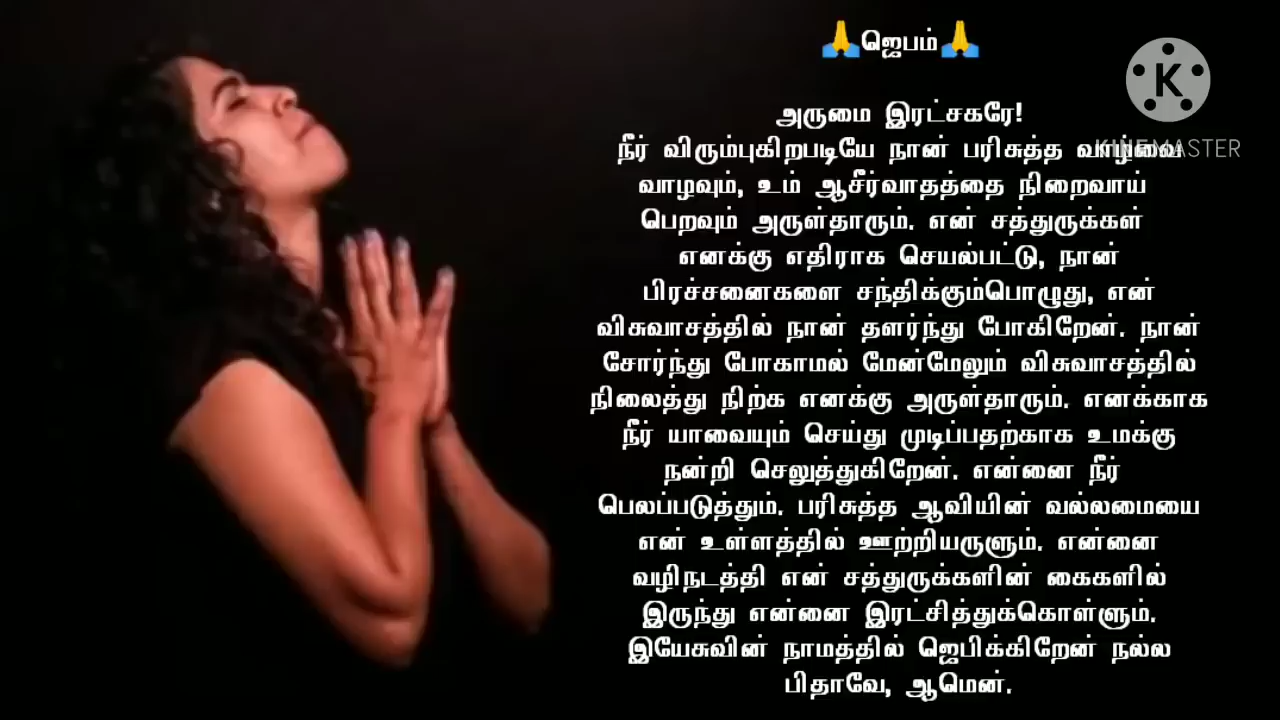 🙏ஜெபம்🙏
K
KINEMASTER
அருமை இரட்சகரே!
நீர் விரும்புகிறபடியே நான் பரிசுத்த வாழ்வை
வாழவும், உம் ஆசீர்வாதத்தை நிறைவாய்
பெறவும் அருள்தாரும். என் சத்துருக்கள்
எனக்கு எதிராக செயல்பட்டு, நான்
பிரச்சனைகளை சந்திக்கும்பொழுது, என்
விசுவாசத்தில் நான் தளர்ந்து போகிறேன். நான்
சோர்ந்து போகாமல் மேன்மேலும் விசுவாசத்தில்
நிலைத்து நிற்க எனக்கு அருள்தாரும். எனக்காக
நீர் யாவையும் செய்து முடிப்பதற்காக உமக்கு
நன்றி செலுத்துகிறேன். என்னை நீர்
பெலப்படுத்தும். பரிசுத்த ஆவியின் வல்லமையை
என் உள்ளத்தில் ஊற்றியருளும். என்னை
வழிநடத்தி என் சத்துருக்களின் கைகளில்
இருந்து என்னை இரட்சித்துக்கொள்ளும்.
இயேசுவின் நாமத்தில் ஜெபிக்கிறேன் நல்ல
பிதாவே, ஆமென்.